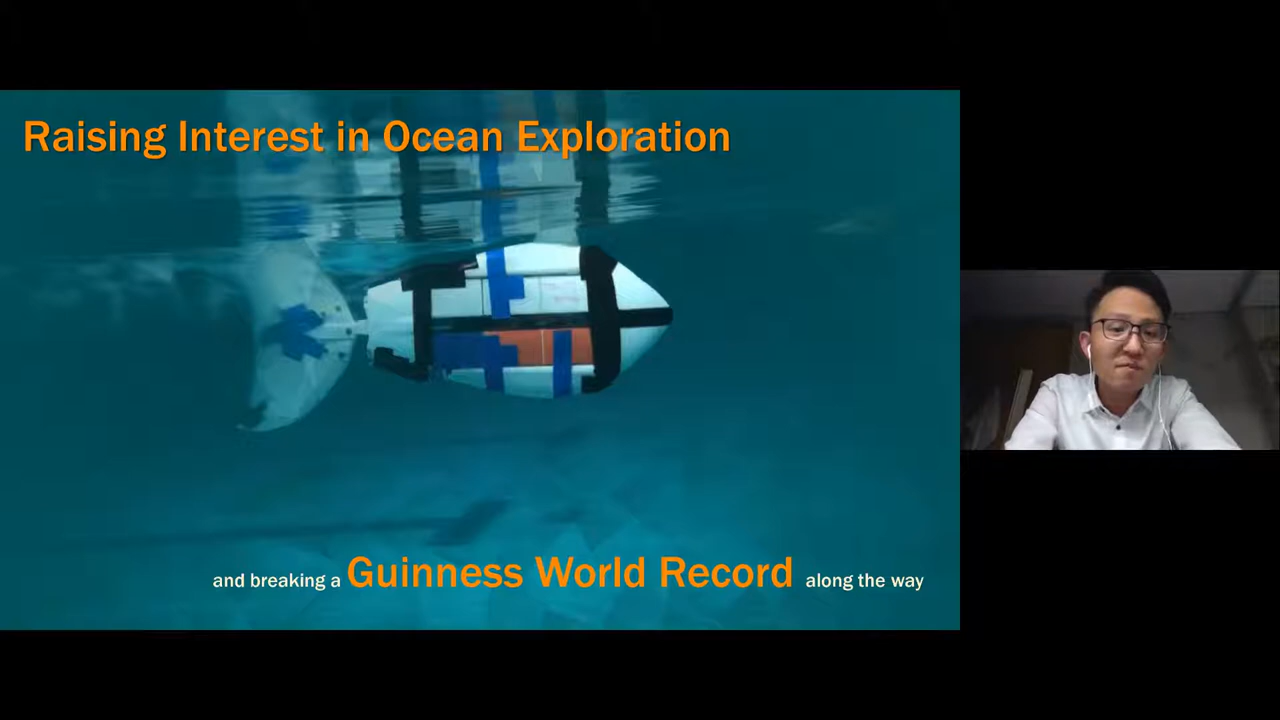 Raising Interest in Ocean Exploration
and breaking a Guinness World Record along the way